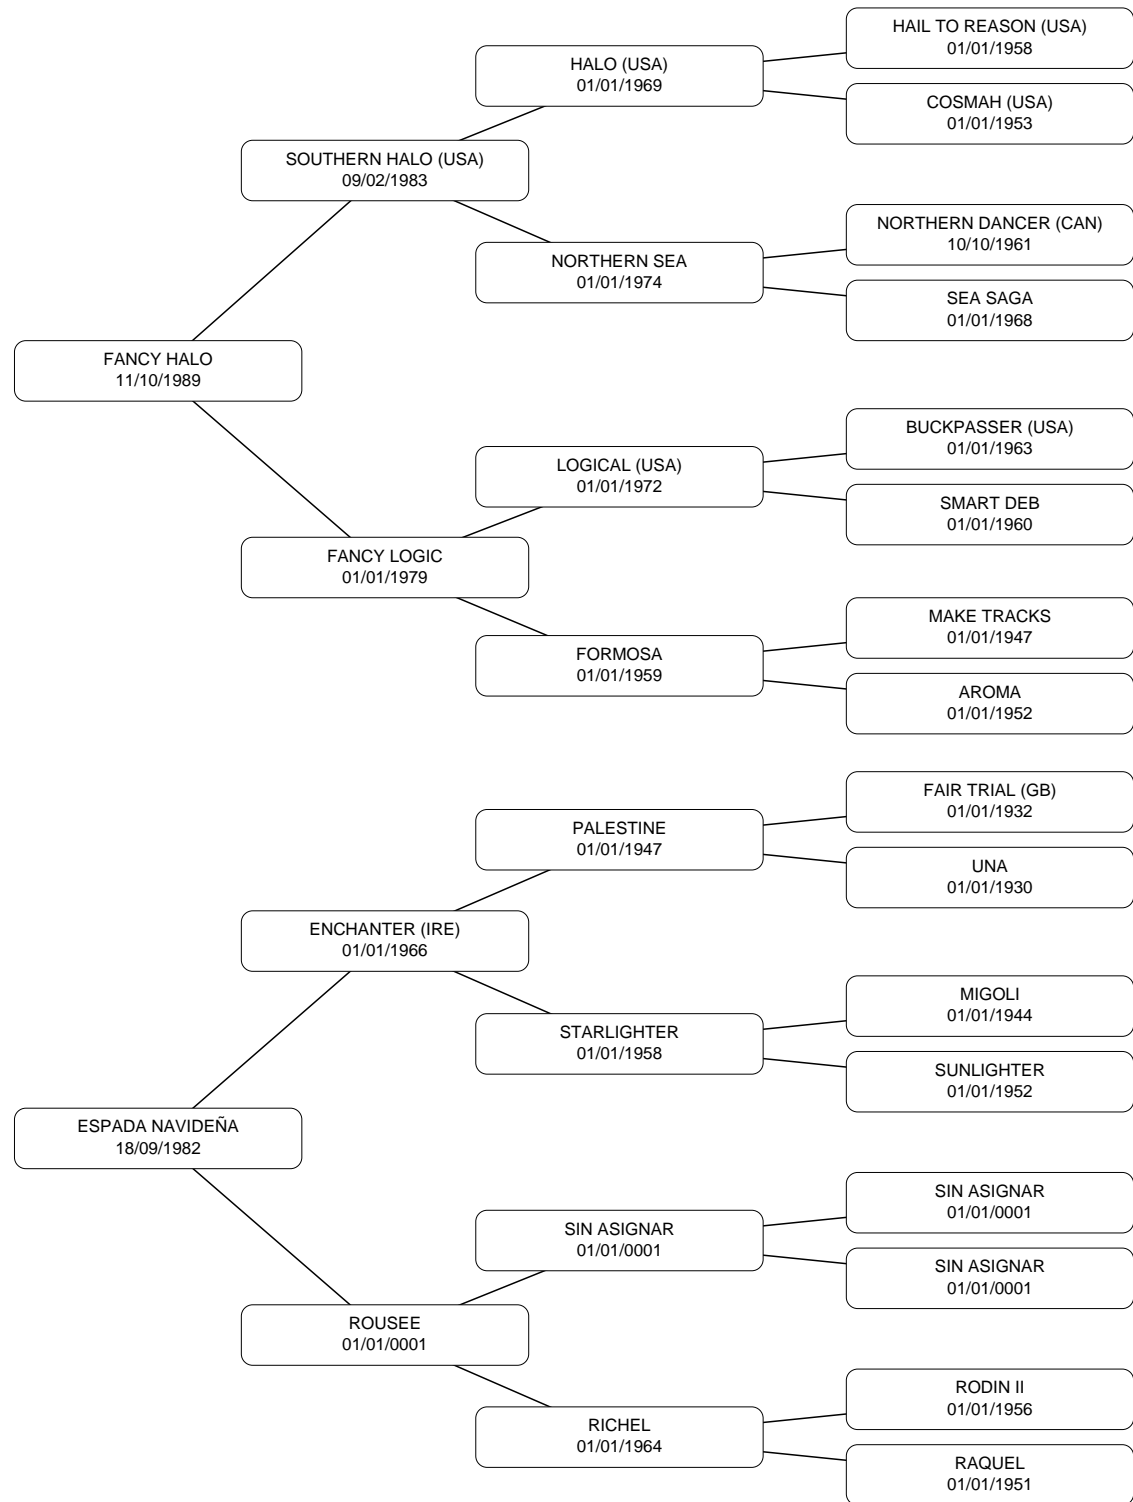 HAIL TO REASON (USA)
01/01/1958
HALO (USA)
01/01/1969
COSMAH (USA)
01/01/1953
SOUTHERN HALO (USA)
09/02/1983
NORTHERN DANCER (CAN)
10/10/1961
NORTHERN SEA
01/01/1974
SEA SAGA
01/01/1968
FANCY HALO
11/10/1989
BUCKPASSER (USA)
01/01/1963
LOGICAL (USA)
01/01/1972
SMART DEB
01/01/1960
FANCY LOGIC
01/01/1979
MAKE TRACKS
01/01/1947
FORMOSA
01/01/1959
AROMA
01/01/1952
FAIR TRIAL (GB)
01/01/1932
PALESTINE
01/01/1947
UNA
01/01/1930
ENCHANTER (IRE)
01/01/1966
MIGOLI
01/01/1944
STARLIGHTER
01/01/1958
SUNLIGHTER
01/01/1952
ESPADA NAVIDEÑA
18/09/1982
SIN ASIGNAR
01/01/0001
SIN ASIGNAR
01/01/0001
SIN ASIGNAR
01/01/0001
ROUSEE
01/01/0001
RODIN II
01/01/1956
RICHEL
01/01/1964
RAQUEL
01/01/1951